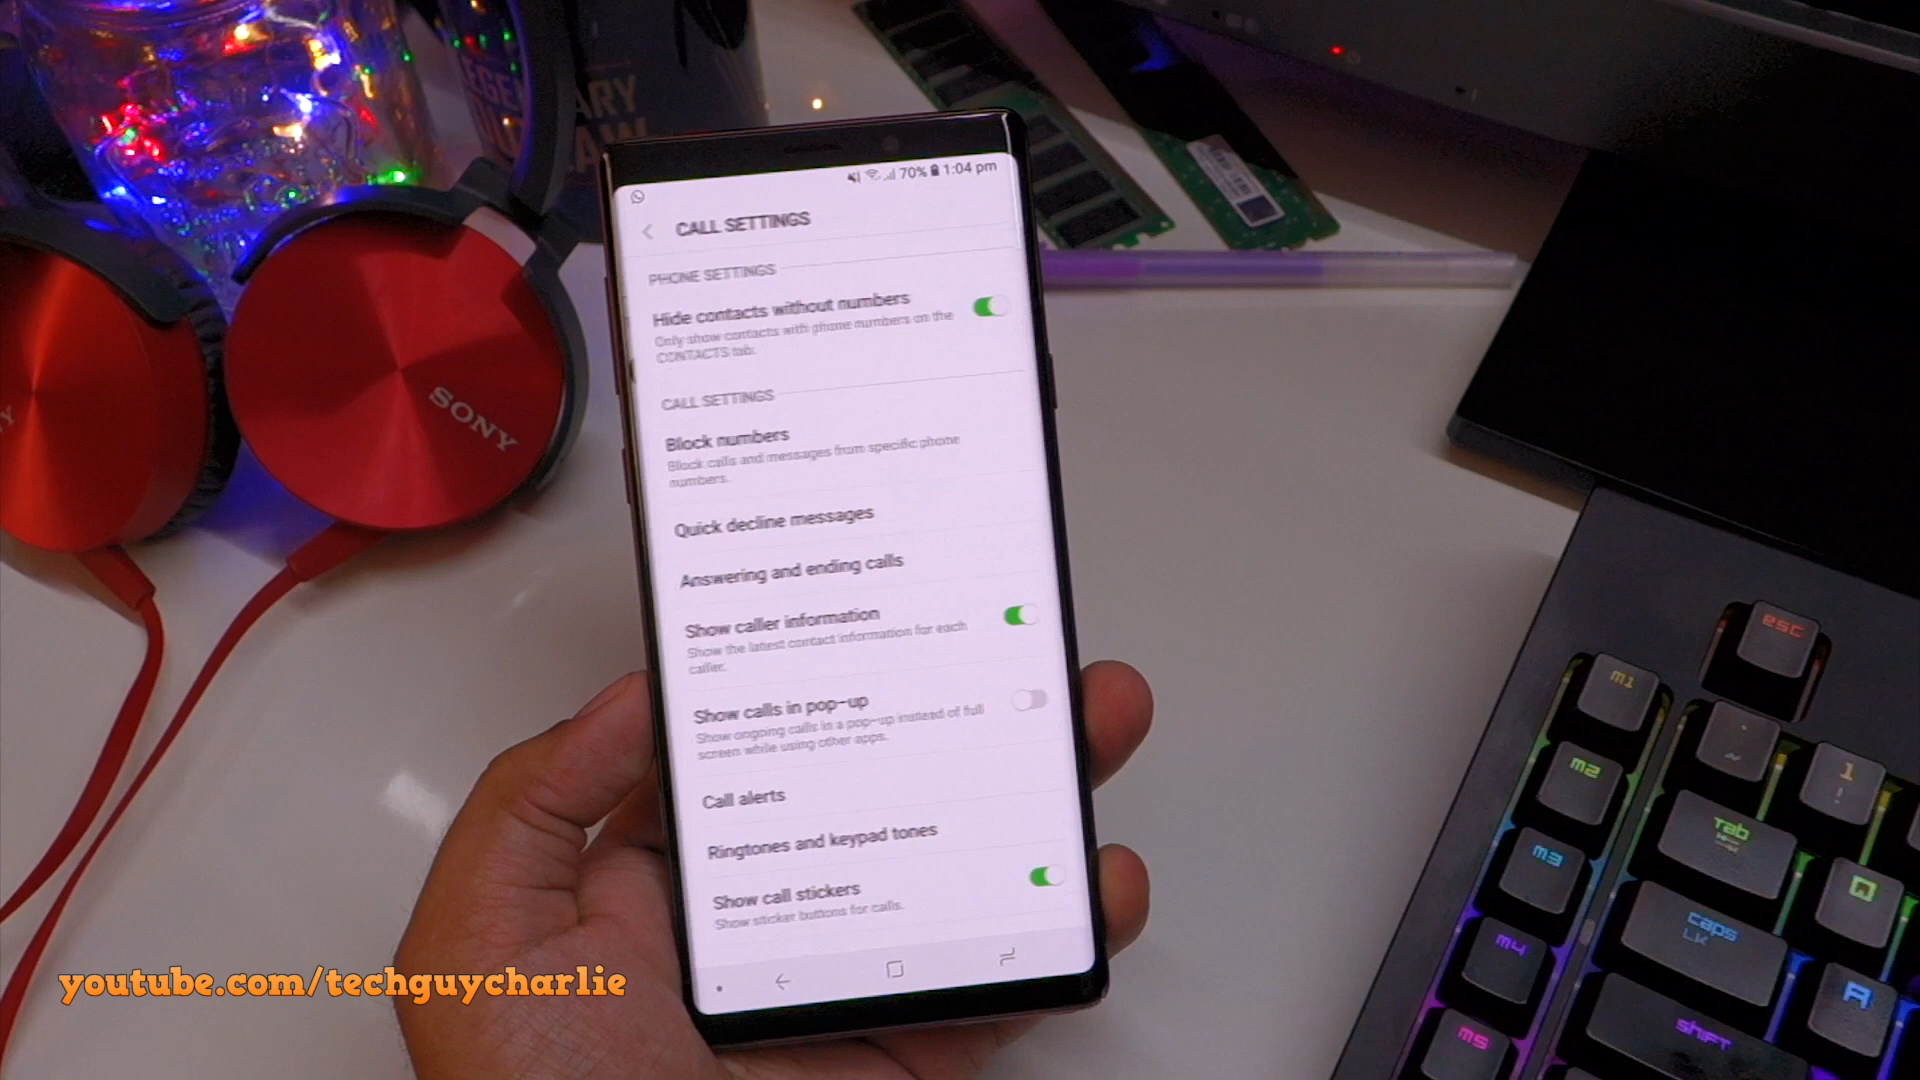 70% 1:04 pm
CALL SETTINGS
PHONE SETTINGS
Hide contacts without numbers
Only show contacts with phone numbers on the
CONTACTS tab.
CALL SETTINGS
Block numbers
Block calls and messages from specific phone
numbers.
Quick decline messages
Answering and ending calls
Show caller information
Show the latest contact information for each
caller.
Show calls in pop-up
Show ongoing calls in a pop-up instead of full
screen while using other apps.
Call alerts
Ringtones and keypad tones
Show call stickers
Show sticker buttons for calls.
SONY
esc
m1
m2
1
!
m3
Tab
Q
m4
caps
LK
A
m5
shift
youtube.com/techguycharlie